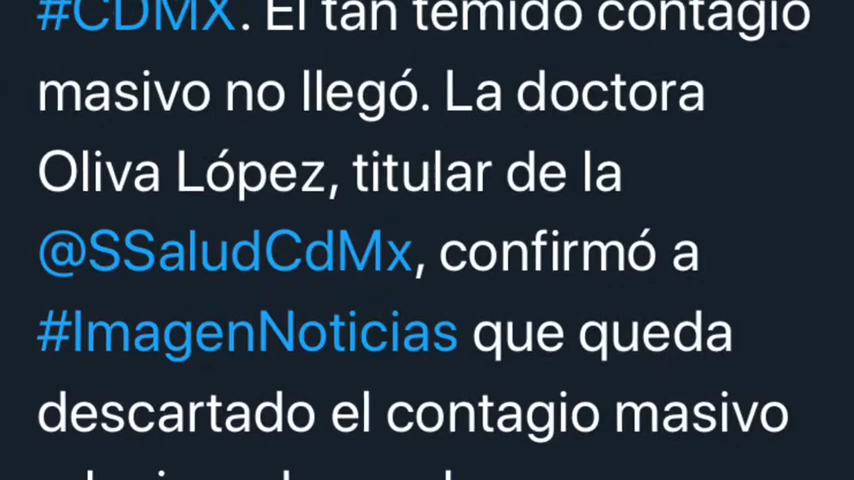 #CDMX. El tan temido contagio
masivo no llegó. La doctora
Oliva López, titular de la
@SSaludCdMx, confirmó a
#ImagenNoticias que queda
descartado el contagio masivo